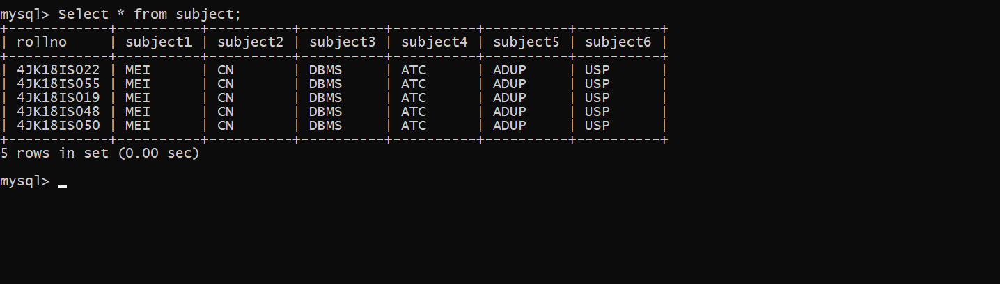 mysql> Select * from subject;
+------------+----------+----------+----------+----------+----------+----------+
| rollno     | subject1 | subject2 | subject3 | subject4 | subject5 | subject6 |
+------------+----------+----------+----------+----------+----------+----------+
| 4JK18IS022 | MEI      | CN       | DBMS     | ATC      | ADUP     | USP      |
| 4JK18IS055 | MEI      | CN       | DBMS     | ATC      | ADUP     | USP      |
| 4JK18IS019 | MEI      | CN       | DBMS     | ATC      | ADUP     | USP      |
| 4JK18IS048 | MEI      | CN       | DBMS     | ATC      | ADUP     | USP      |
| 4JK18IS050 | MEI      | CN       | DBMS     | ATC      | ADUP     | USP      |
+------------+----------+----------+----------+----------+----------+----------+
5 rows in set (0.00 sec)
mysql> _